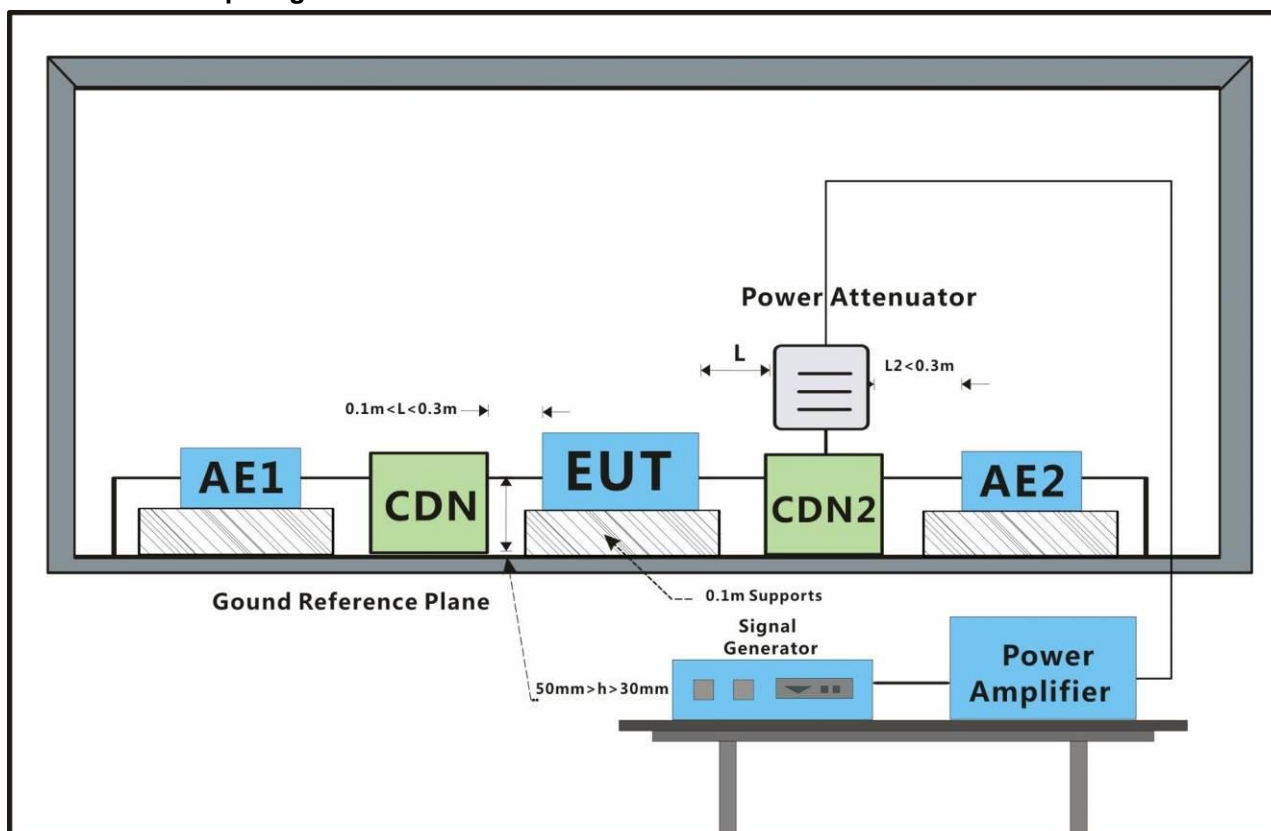 Power Attenuator
L
L2<0.3m
0.1m<L<0.3m
AE1
CDN
EUT
CDN2
AE2
Gound Reference Plane
0.1m Supports
Signal
Generator
50mm>h>30mm
Power
Amplifier